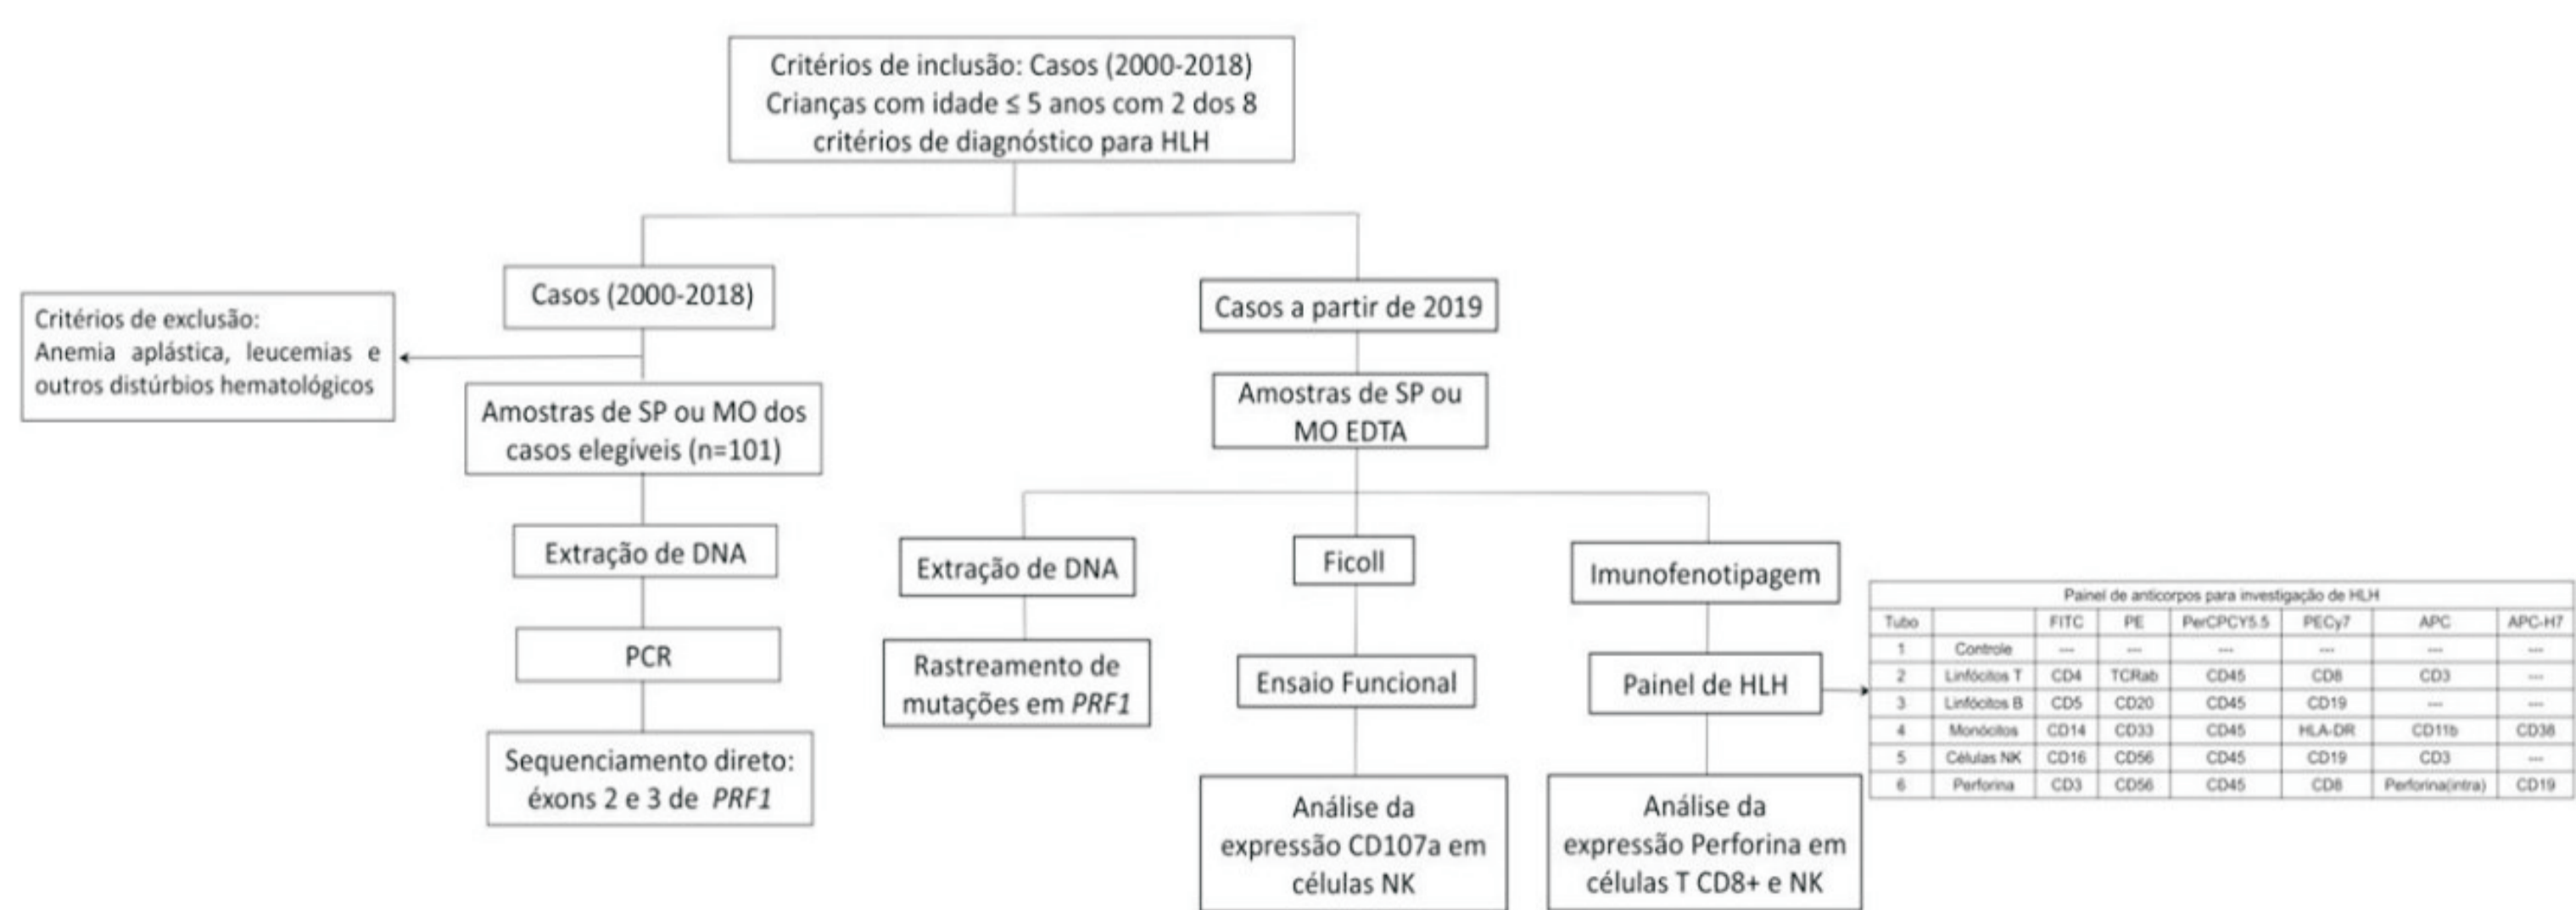 Critérios de inclusão: Casos (2000-2018)
Crianças com idade ≤ 5 anos com 2 dos 8
critérios de diagnóstico para HLH
Casos (2000-2018)
Critérios de exclusão:
Anemia aplástica, leucemias e
outros distúrbios hematológicos
Amostras de SP ou MO dos
casos elegíveis (n=101)
Extração de DNA
PCR
Sequenciamento direto:
éxons 2 e 3 de PRF1
Casos a partir de 2019
Amostras de SP ou
MO EDTA
Extração de DNA
Rastreamento de
mutações em PRF1
Ficoll
Ensaio Funcional
Análise da
expressão CD107a em
células NK
Imunofenotipagem
Painel de HLH
Análise da
expressão Perforina em
células T CD8+ e NK
Painel de anticorpos para investigação de HLH
Tubo FITC PE PerCPCY5.5 PECy7 APC APC-H7
1 Controle --- --- --- --- --- ---
2 Linfócitos T CD4 TCRab CD45 CD8 CD3 ---
3 Linfócitos B CD5 CD20 CD45 CD19 --- ---
4 Monócitos CD14 CD33 CD45 HLA-DR CD11b CD38
5 Células NK CD16 CD56 CD45 CD19 CD3 ---
6 Perforina CD3 CD56 CD45 CD8 Perforina(intra) CD19